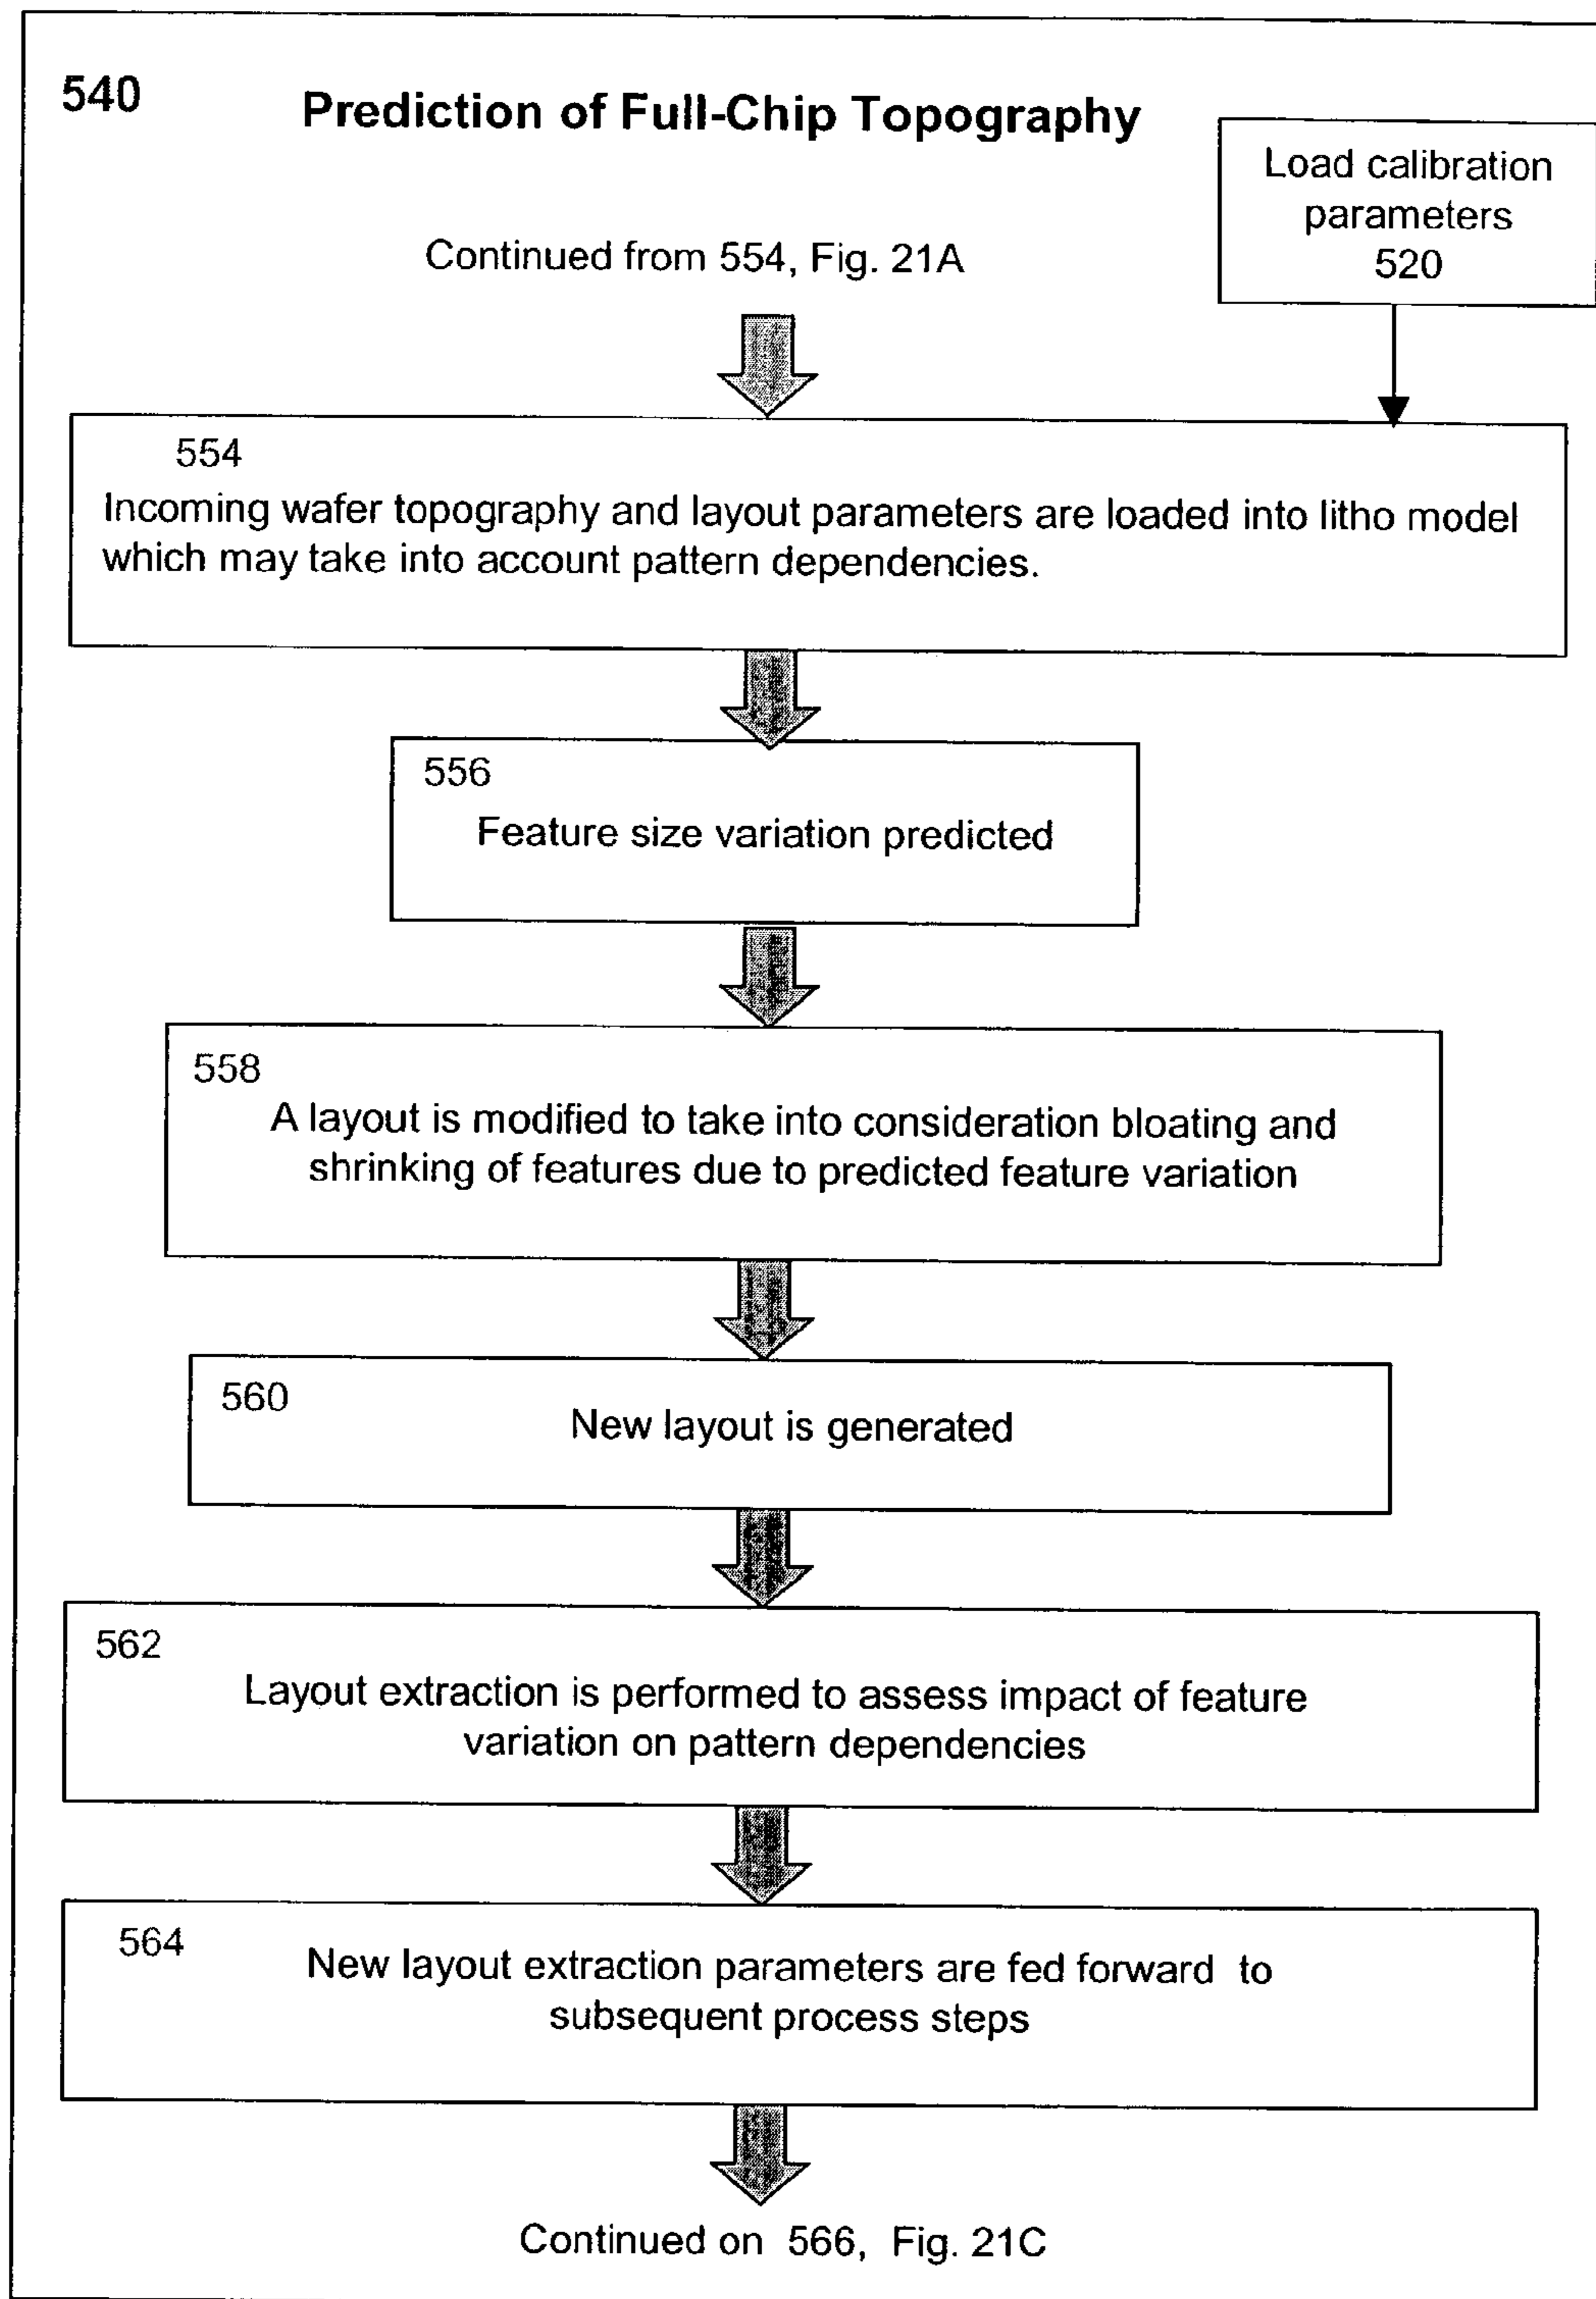 540
Prediction of Full-Chip Topography
Load calibration
parameters
520
Continued from 554, Fig. 21A
554
Incoming wafer topography and layout parameters are loaded into litho model
which may take into account pattern dependencies.
556
Feature size variation predicted
558
A layout is modified to take into consideration bloating and
shrinking of features due to predicted feature variation
560
New layout is generated
562
Layout extraction is performed to assess impact of feature
variation on pattern dependencies
564
New layout extraction parameters are fed forward to
subsequent process steps
Continued on 566, Fig. 21C